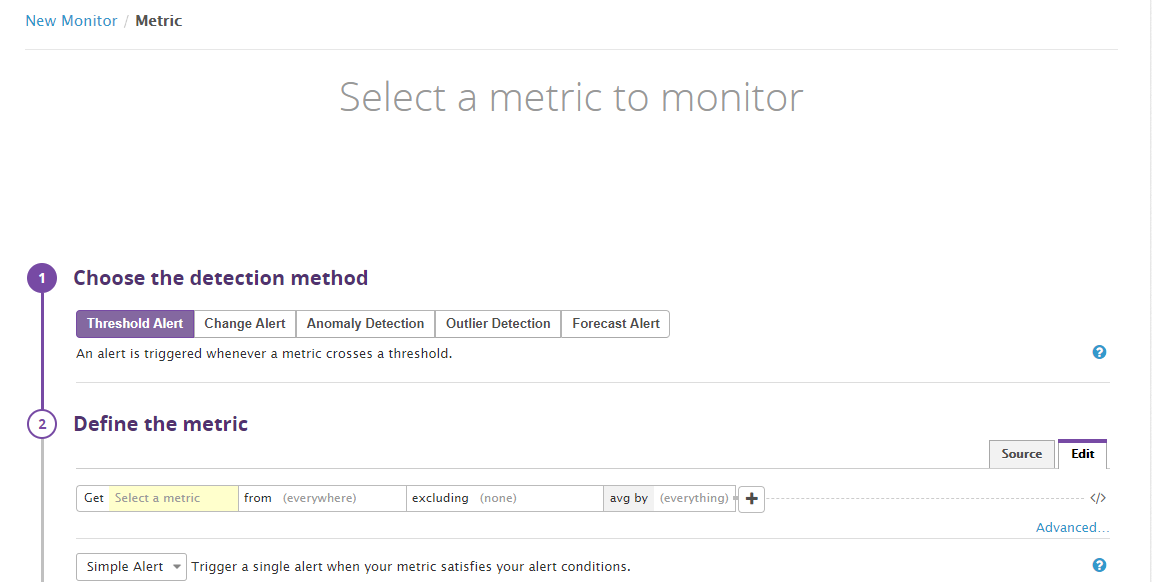 New Monitor / Metric
Select a metric to monitor
1 Choose the detection method
Threshold Alert Change Alert Anomaly Detection Outlier Detection Forecast Alert
An alert is triggered whenever a metric crosses a threshold. ?
2 Define the metric
Source Edit
Get Select a metric from (everywhere) excluding (none) avg by (everything) + </>
Advanced...
Simple Alert Trigger a single alert when your metric satisfies your alert conditions. ?